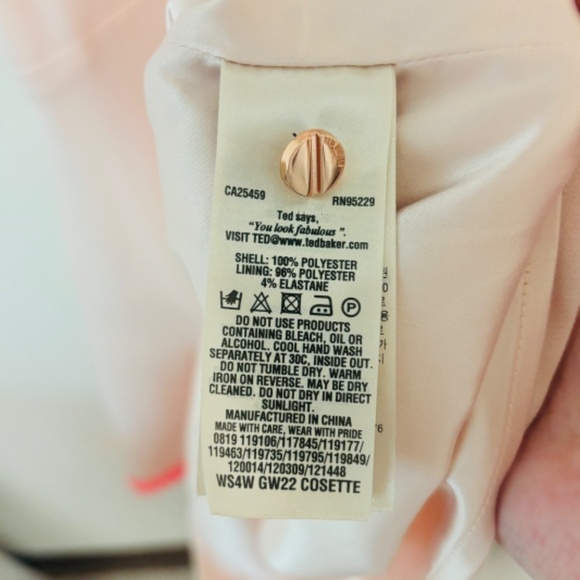 CA25459
RN95229
Ted says,
"You look fabulous".
VISIT TED@www.tedbaker.com
SHELL: 100% POLYESTER
LINING: 96% POLYESTER
4% ELASTANE
P
DO NOT USE PRODUCTS
CONTAINING BLEACH, OIL OR
ALCOHOL. COOL HAND WASH
SEPARATELY AT 30C, INSIDE OUT.
DO NOT TUMBLE DRY. WARM
IRON ON REVERSE. MAY BE DRY
CLEANED. DO NOT DRY IN DIRECT
SUNLIGHT.
MANUFACTURED IN CHINA
MADE WITH CARE, WEAR WITH PRIDE
0819 119106/117845/119177/
119463/119735/119795/119849/
120014/120309/121448
WS4W GW22 COSETTE